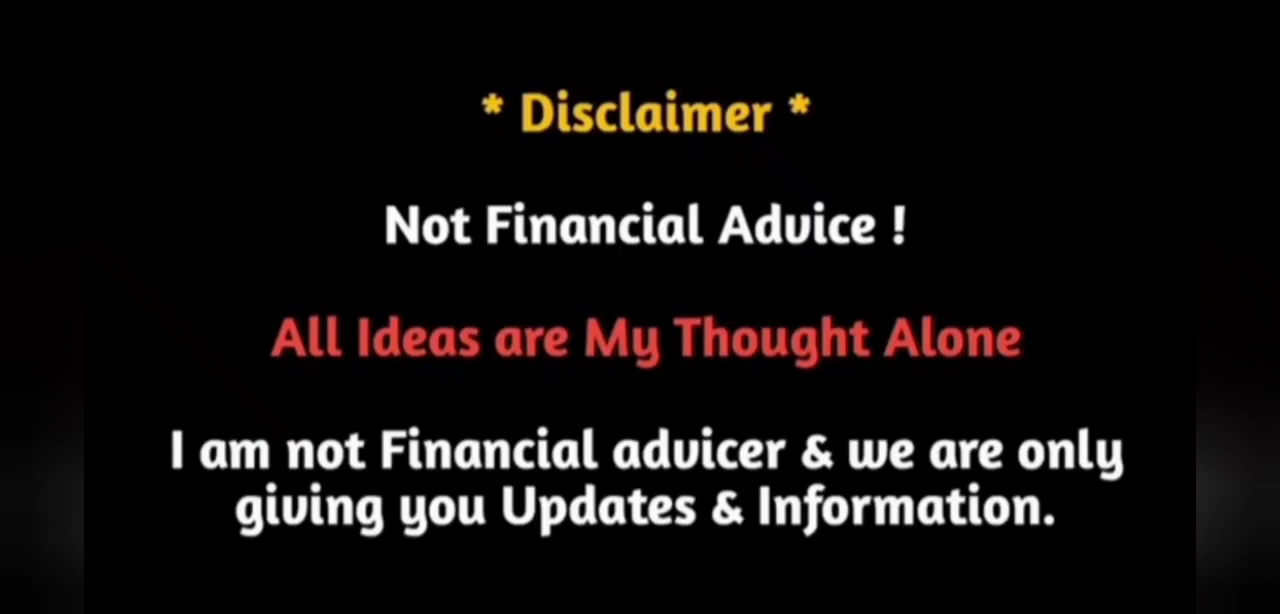 * Disclaimer *
Not Financial Advice !
All Ideas are My Thought Alone
I am not Financial advicer & we are only
giving you Updates & Information.